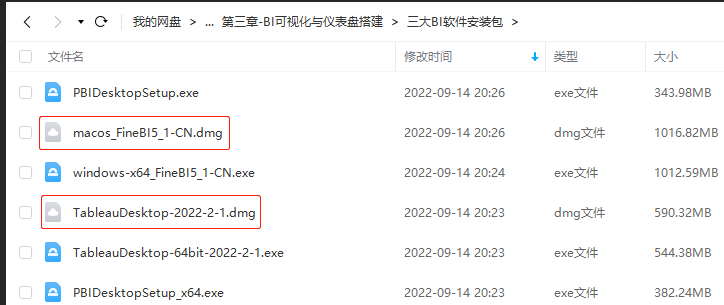 我的网盘 > ... 第三章-BI可视化与仪表盘搭建 > 三大BI软件安装包 >
文件名 修改时间 类型 大小
PBIDesktopSetup.exe 2022-09-14 20:26 exe文件 343.98MB
macos_FineBI5_1-CN.dmg 2022-09-14 20:26 dmg文件 1016.82MB
windows-x64_FineBI5_1-CN.exe 2022-09-14 20:24 exe文件 1012.59MB
TableauDesktop-2022-2-1.dmg 2022-09-14 20:23 dmg文件 590.32MB
TableauDesktop-64bit-2022-2-1.exe 2022-09-14 20:23 exe文件 544.38MB
PBIDesktopSetup_x64.exe 2022-09-14 20:23 exe文件 382.24MB